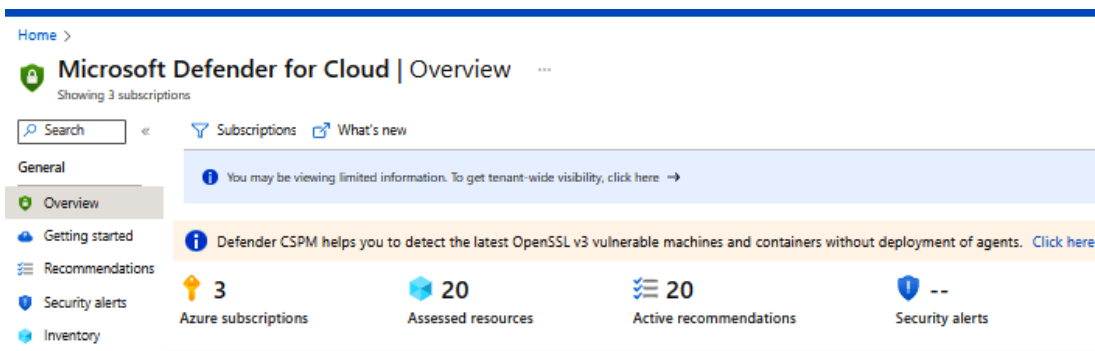 Home >
Microsoft Defender for Cloud | Overview ...
Showing 3 subscriptions
Search «
Subscriptions What's new
General
You may be viewing limited information. To get tenant-wide visibility, click here →
Overview
Getting started
Defender CSPM helps you to detect the latest OpenSSL v3 vulnerable machines and containers without deployment of agents. Click here
Recommendations
Security alerts
Inventory
3
Azure subscriptions
20
Assessed resources
20
Active recommendations
--
Security alerts